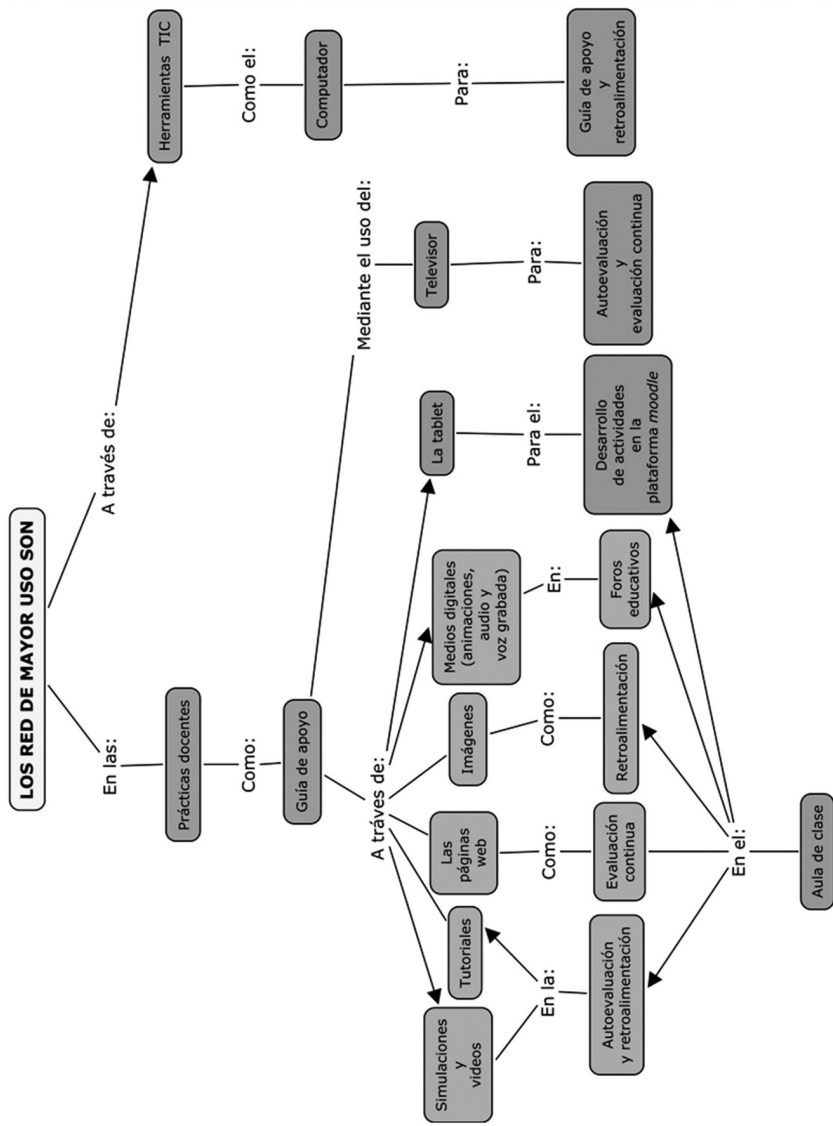 LOS RED DE MAYOR USO SON
En las:
A través de:
Prácticas docentes
Herramientas TIC
Como:
Como el:
Guía de apoyo
Computador
A tráves de:
Mediante el uso del:
Para:
Simulaciones
y
videos
Tutoriales
Las
páginas
web
Imágenes
Medios digitales
(animaciones,
audio y
voz grabada)
La tablet
Televisor
En la:
Como:
Como:
En:
Para el:
Para:
Autoevaluación
y retroalimentación
Evaluación
continua
Retroalimentación
Foros
educativos
Desarrollo
de actividades
en la
plataforma moodle
Autoevaluación
y
evaluación continua
Guía de apoyo
y
retroalimentación
En el:
Aula de clase